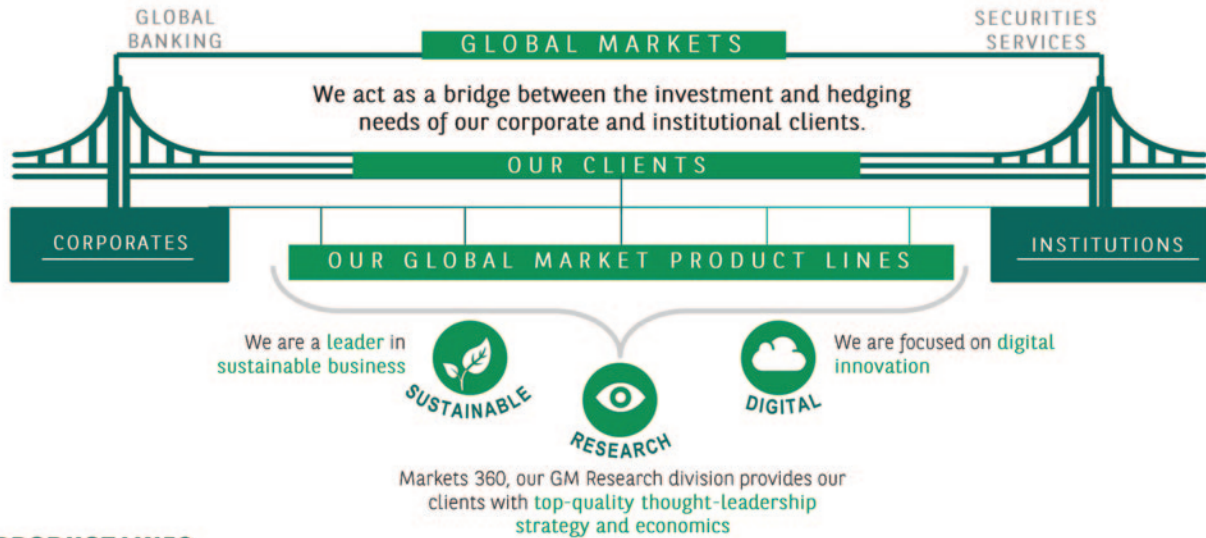 GLOBAL
BANKING
GLOBAL MARKETS
SECURITIES
SERVICES
We act as a bridge between the investment and hedging
needs of our corporate and institutional clients.
OUR CLIENTS
CORPORATES
INSTITUTIONS
OUR GLOBAL MARKET PRODUCT LINES
We are a leader in
sustainable business
SUSTAINABLE
RESEARCH
DIGITAL
We are focused on digital
innovation
Markets 360, our GM Research division provides our
clients with top-quality thought-leadership
strategy and economics